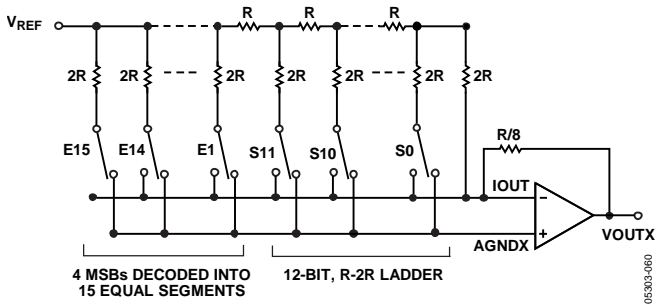 R R R
VREF
2R 2R 2R 2R 2R 2R 2R
E15 E14 E1 S11 S10 S0
R/8
IOUT
VOUTX
AGNDX
4 MSBs DECODED INTO
15 EQUAL SEGMENTS
12-BIT, R-2R LADDER
05303-060